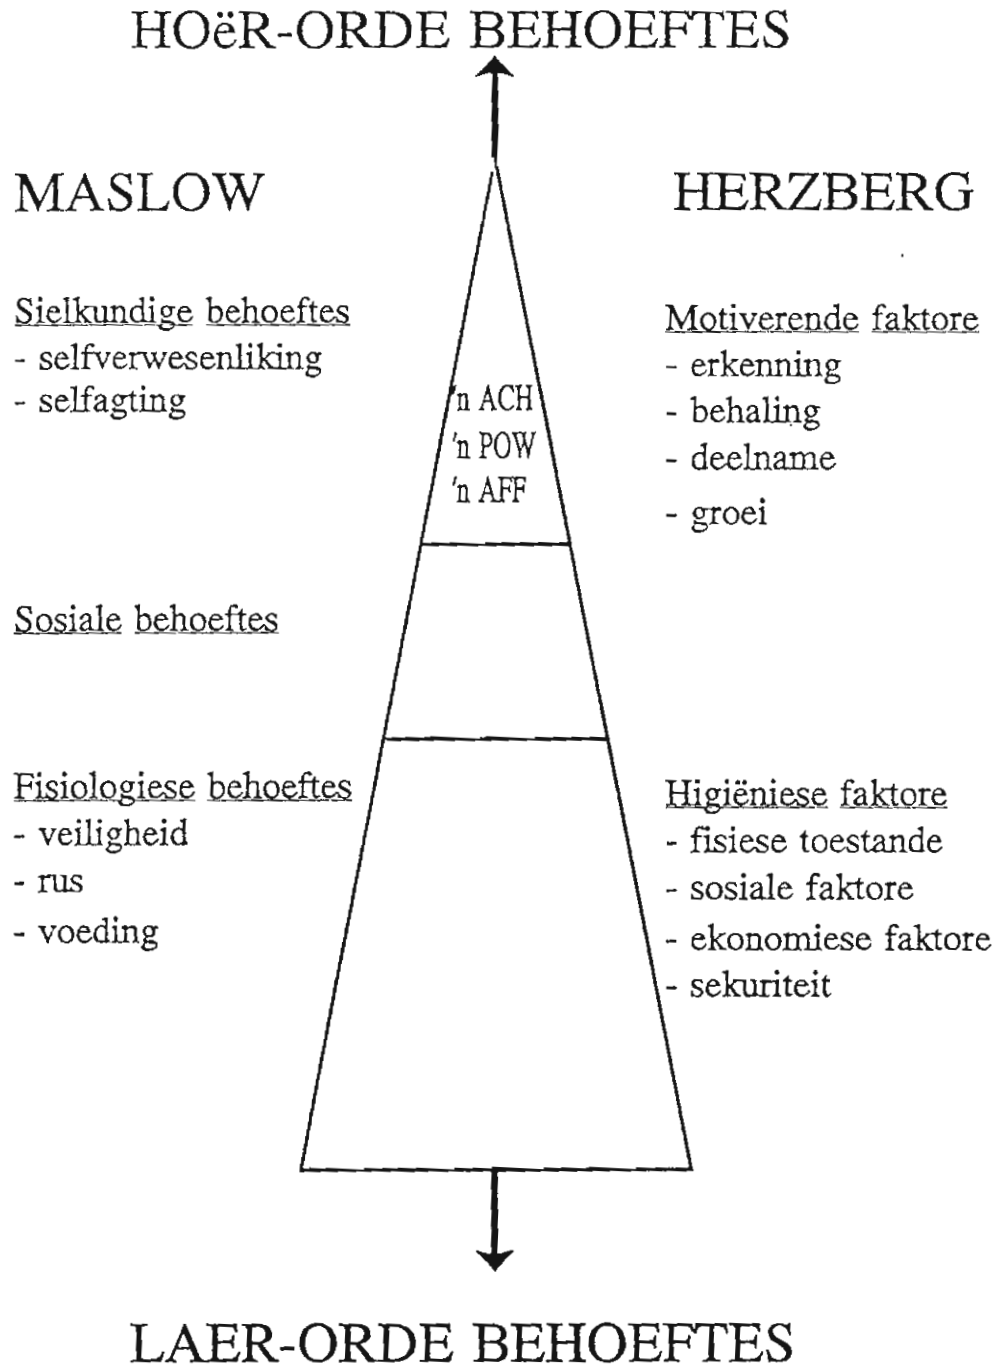 HOëR-ORDE BEHOEFTES
MASLOW
HERZBERG
Sielkundige behoeftes
- selfverwesenliking
- selfagting
'n ACH
'n POW
'n AFF
Motiverende faktore
- erkenning
- behaling
- deelname
- groei
Sosiale behoeftes
Fisiologiese behoeftes
- veiligheid
- rus
- voeding
Higiëniese faktore
- fisiese toestande
- sosiale faktore
- ekonomiese faktore
- sekuriteit
LAER-ORDE BEHOEFTES